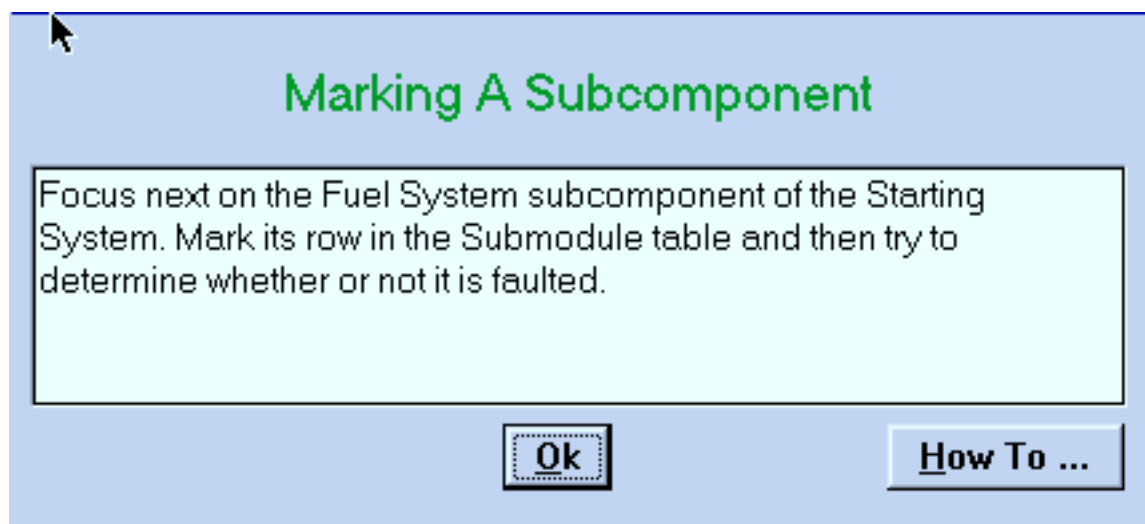 Marking A Subcomponent
Focus next on the Fuel System subcomponent of the Starting
System. Mark its row in the Submodule table and then try to
determine whether or not it is faulted.
Ok
How To ...